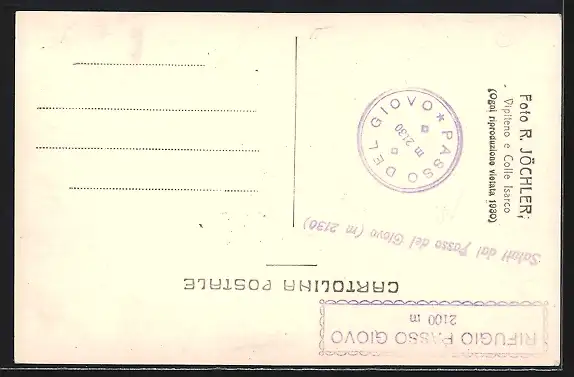 CARTOLINA POSTALE
Foto R. JÖCHLER;
- Vipiteno e Colle Isarco
(Ogni riproduzione vietata 1930)
PASSO DEL GIOVO *
m 2130
Saluti dal Passo del Giovo (m 2130)
RIFUGIO PASSO GIOVO
2100 m